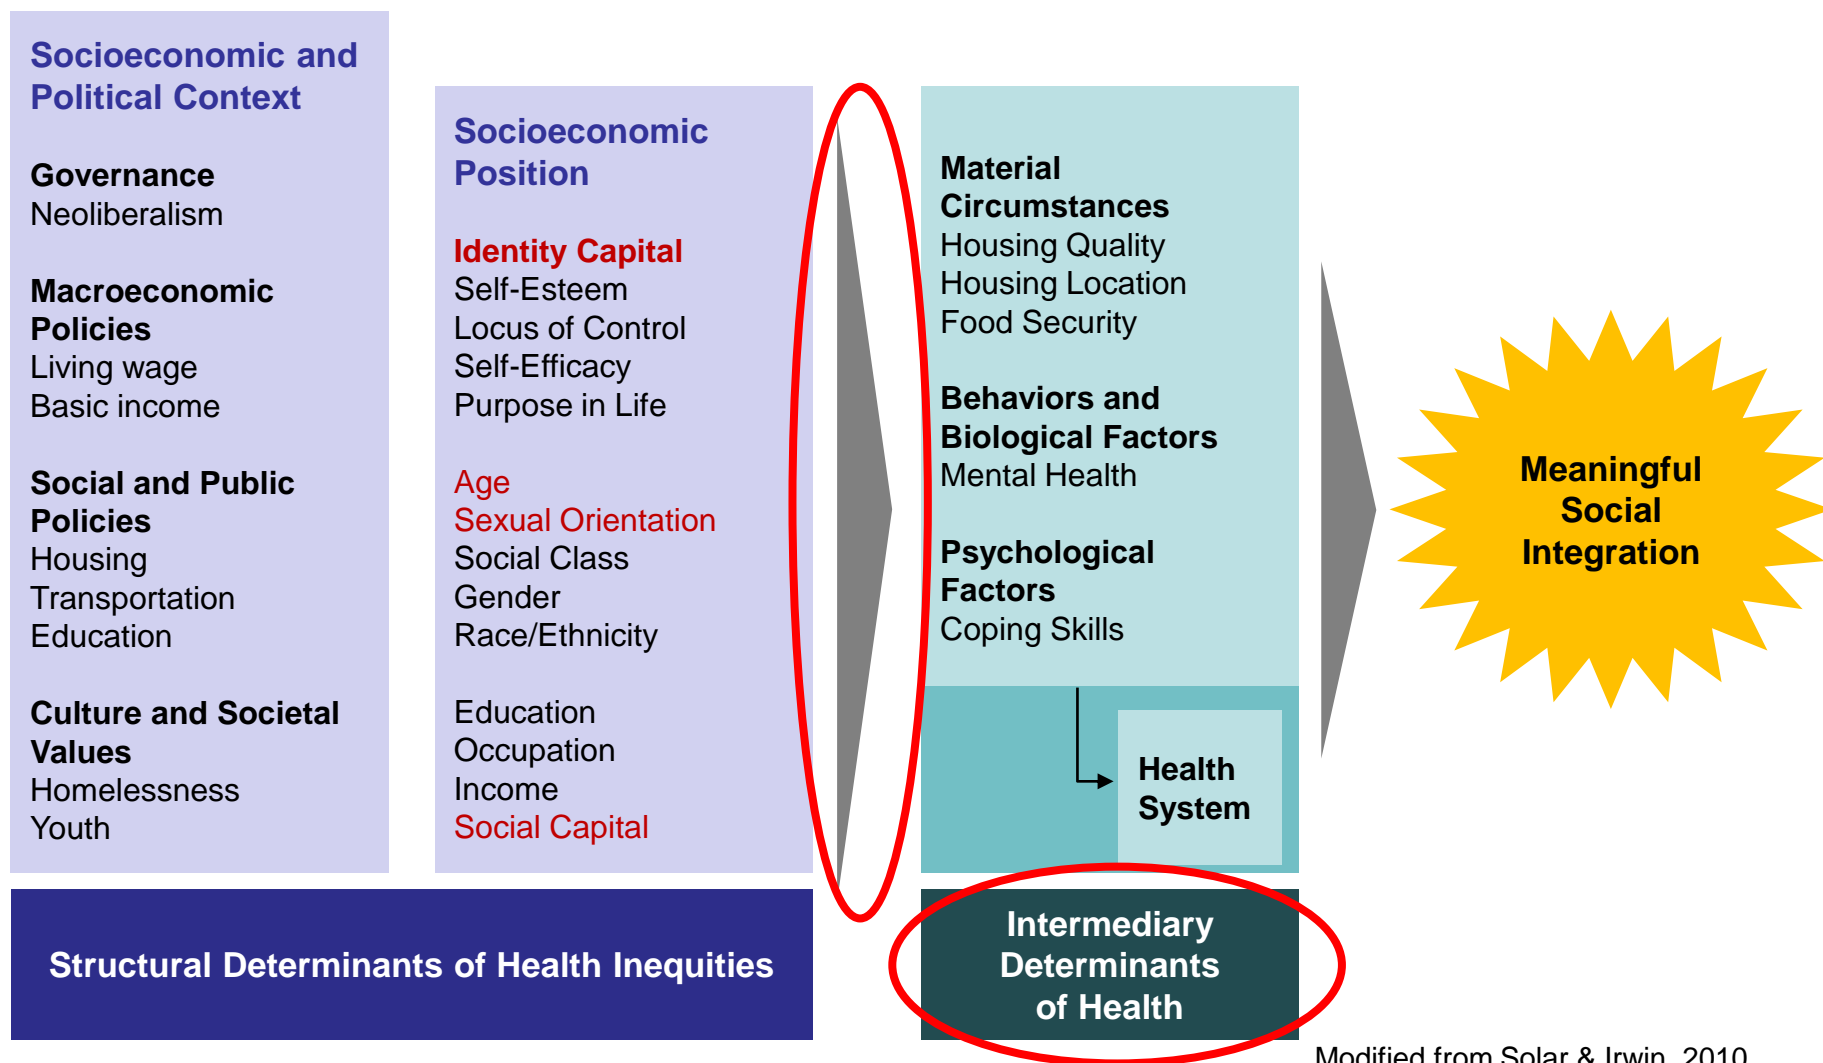 Socioeconomic and
Political Context
Governance
Neoliberalism
Macroeconomic
Policies
Living wage
Basic income
Social and Public
Policies
Housing
Transportation
Education
Culture and Societal
Values
Homelessness
Youth
Socioeconomic
Position
Identity Capital
Self-Esteem
Locus of Control
Self-Efficacy
Purpose in Life
Age
Sexual Orientation
Social Class
Gender
Race/Ethnicity
Education
Occupation
Income
Social Capital
Structural Determinants of Health Inequities
Material
Circumstances
Housing Quality
Housing Location
Food Security
Behaviors and
Biological Factors
Mental Health
Psychological
Factors
Coping Skills
Health
System
Intermediary
Determinants
of Health
Meaningful
Social
Integration
Modified from Solar & Irwin, 2010